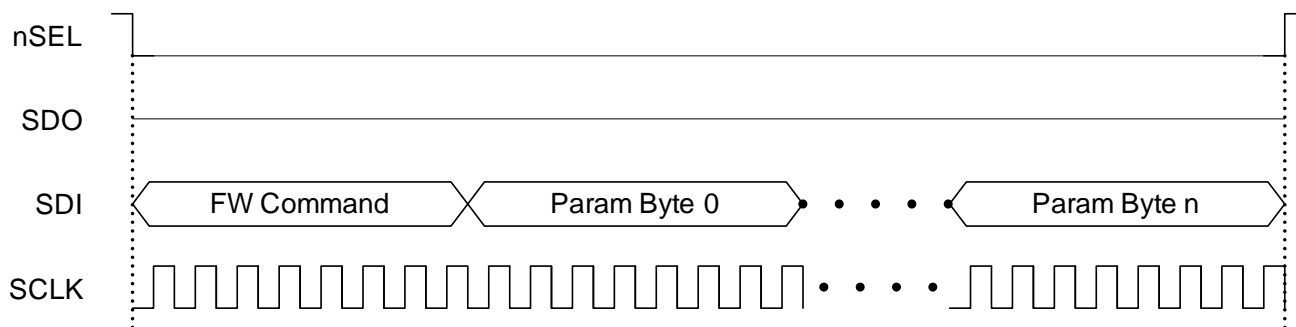 nSEL
SDO
SDI FW Command Param Byte 0 Param Byte n
SCLK